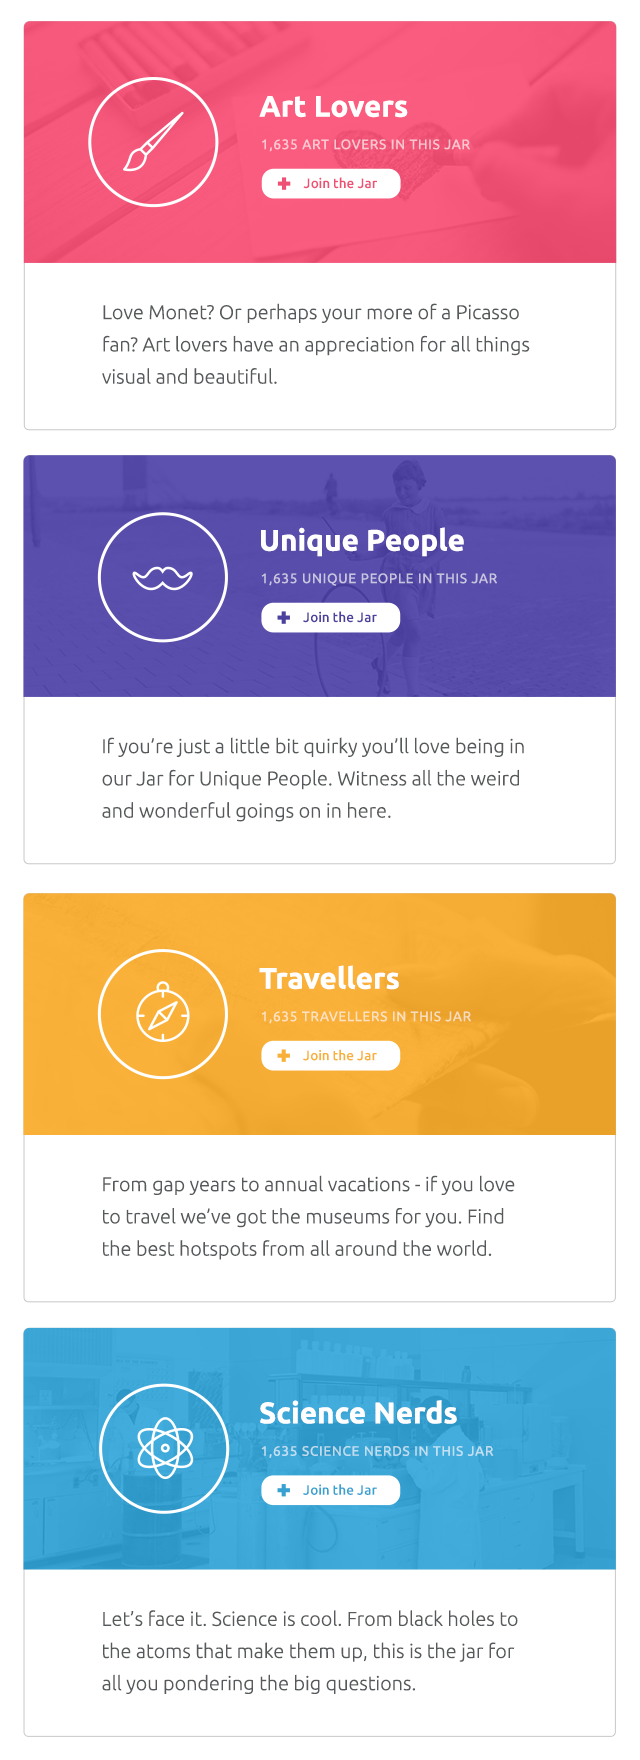 Art Lovers
1,635 ART LOVERS IN THIS JAR
Join the Jar
Love Monet? Or perhaps your more of a Picasso
fan? Art lovers have an appreciation for all things
visual and beautiful.
Unique People
1,635 UNIQUE PEOPLE IN THIS JAR
Join the Jar
If you’re just a little bit quirky you’ll love being in
our Jar for Unique People. Witness all the weird
and wonderful goings on in here.
Travellers
1,635 TRAVELLERS IN THIS JAR
Join the Jar
From gap years to annual vacations - if you love
to travel we’ve got the museums for you. Find
the best hotspots from all around the world.
Science Nerds
1,635 SCIENCE NERDS IN THIS JAR
Join the Jar
Let’s face it. Science is cool. From black holes to
the atoms that make them up, this is the jar for
all you pondering the big questions.